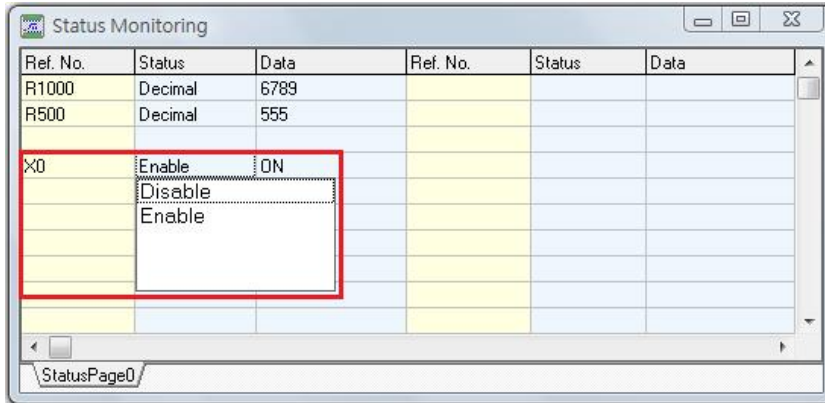 Status Monitoring
Ref. No. Status Data Ref. No. Status Data
R1000 Decimal 6789
R500 Decimal 555
X0 Enable ON
Disable
Enable
StatusPage0